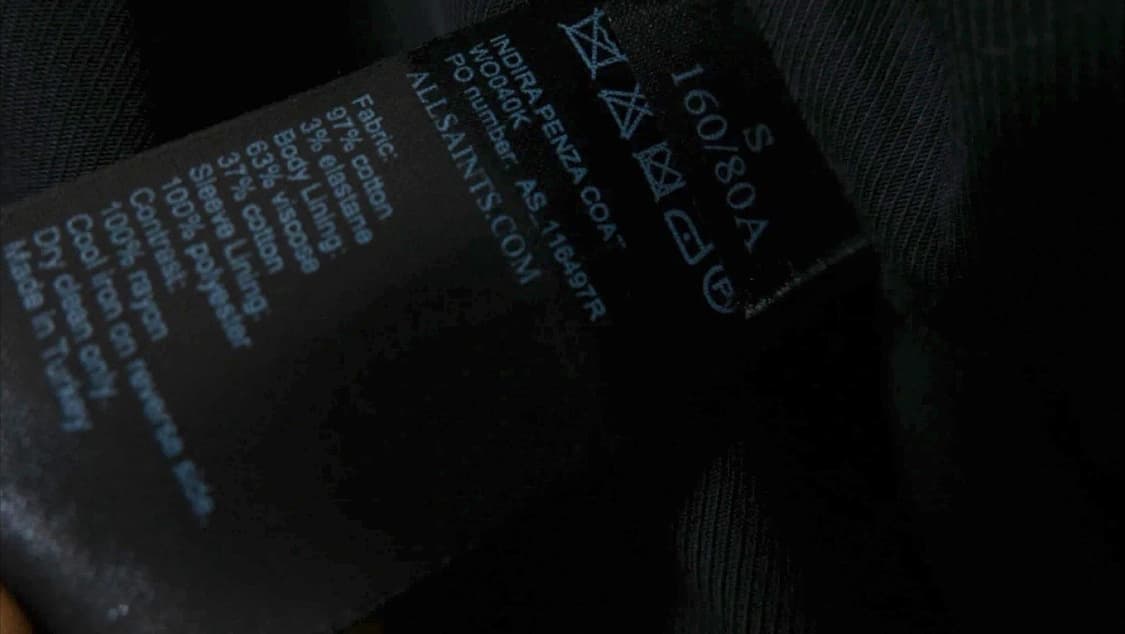 S
160/80A
P
INDIRA PENZA COAT
WO040K
PO number: AS. 116497R
ALLSAINTS.COM
Fabric:
97% cotton
3% elastane
Body Lining:
63% viscose
37% cotton
Sleeve Lining:
100% polyester
Contrast:
100% rayon
Cool iron on reverse side.
Dry clean only.
Made in Turkey